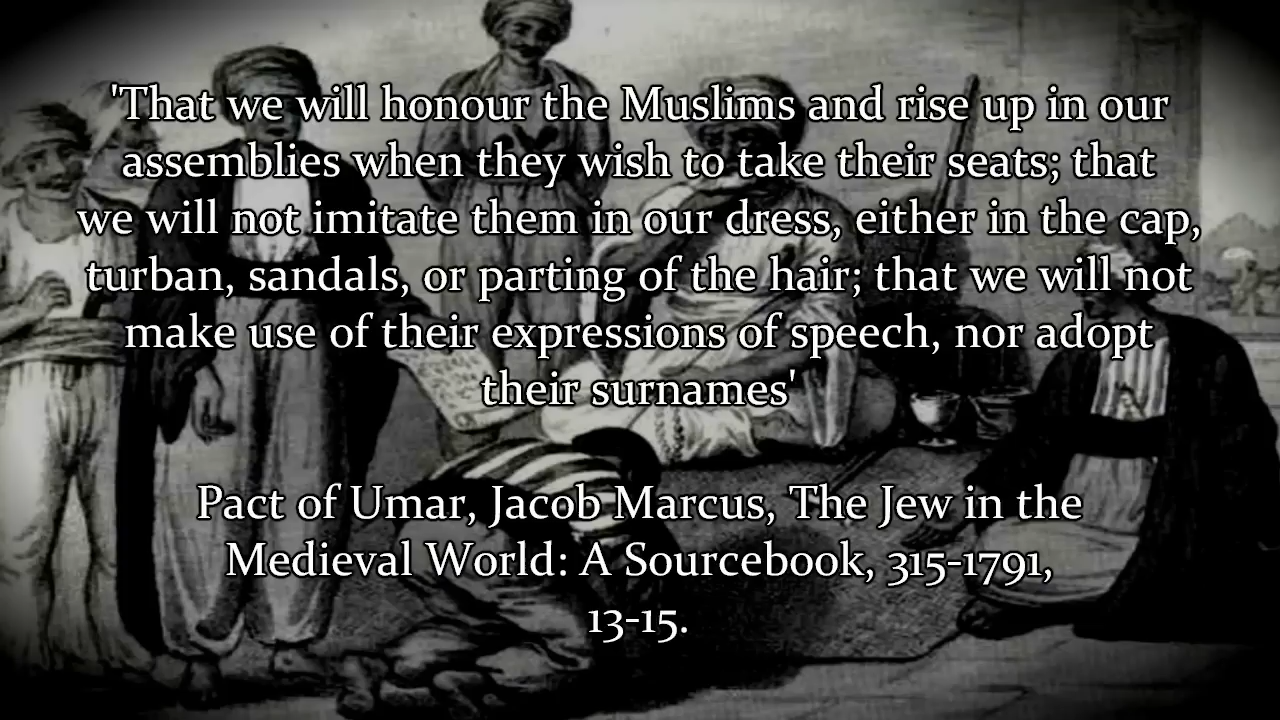 'That we will honour the Muslims and rise up in our
assemblies when they wish to take their seats; that
we will not imitate them in our dress, either in the cap,
turban, sandals, or parting of the hair; that we will not
make use of their expressions of speech, nor adopt
their surnames'
Pact of Umar, Jacob Marcus, The Jew in the
Medieval World: A Sourcebook, 315-1791,
13-15.